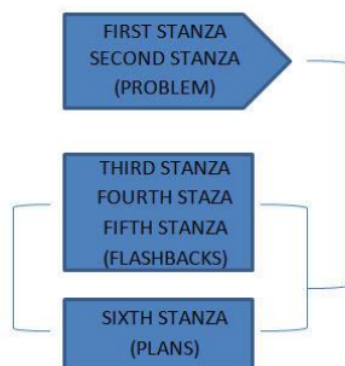 FIRST STANZA
SECOND STANZA
(PROBLEM)
THIRD STANZA
FOURTH STAZA
FIFTH STANZA
(FLASHBACKS)
SIXTH STANZA
(PLANS)